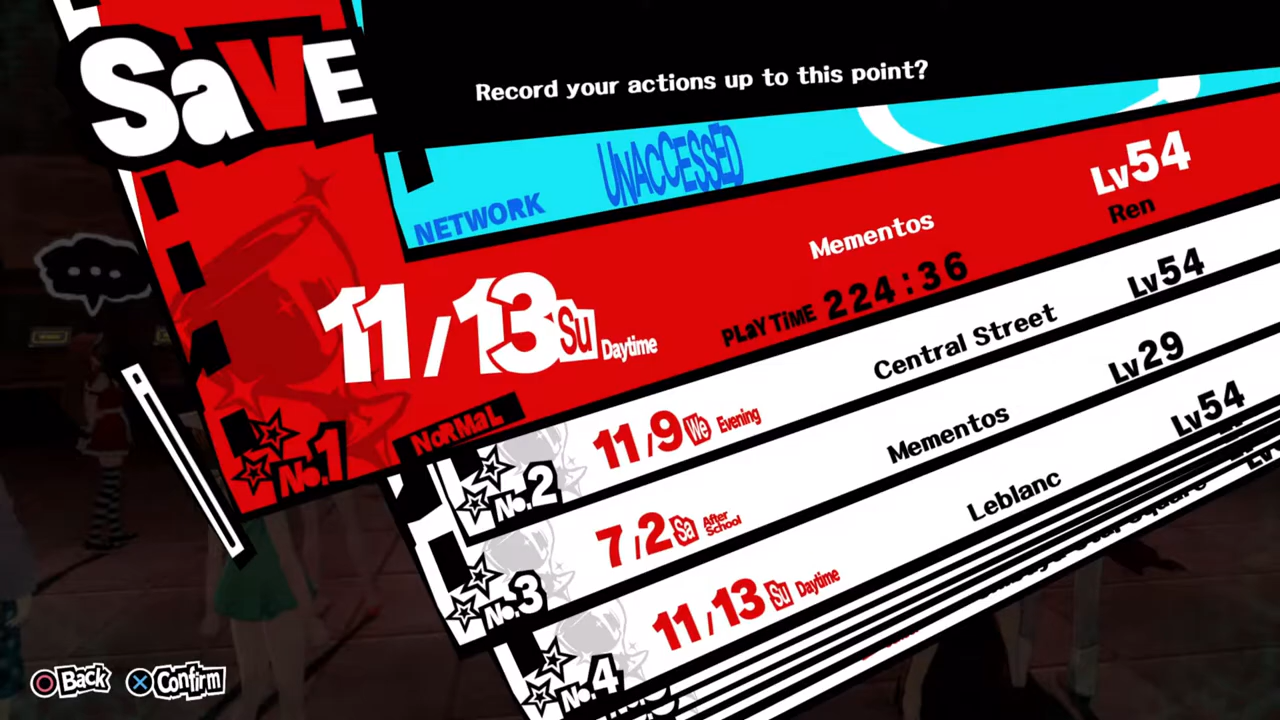 SaVE
Record your actions up to this point?
NETWORK UNACCESSED
11/13 Su Daytime
Mementos
PLaY TiME 224:36
Lv54
Ren
No.1 NoRMaL
No.2 11/9 We Evening Central Street Lv54
No.3 7/2 Sa After School Mementos Lv29
No.4 11/13 Su Daytime Leblanc Lv54
...
Back Confirm